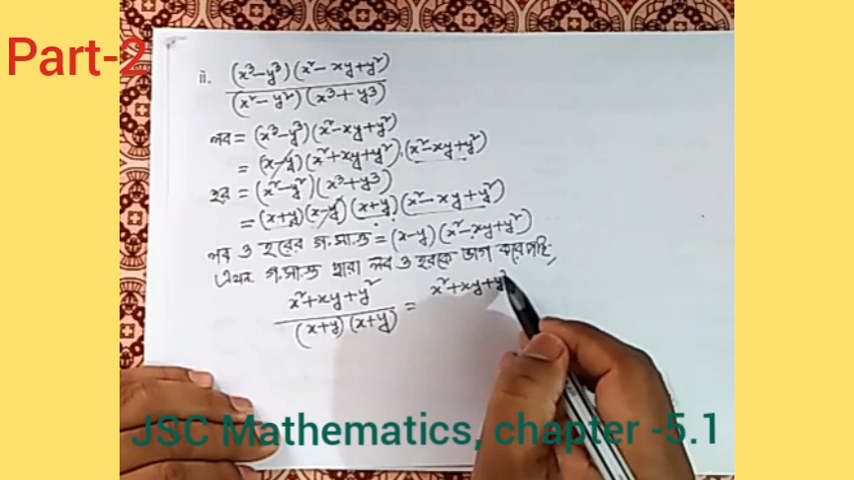 Part-2
ii. (x³-y³)(x²-xy+y²)
(x²-y²)(x³+y3)
লব = (x³-y³)(x²-xy+y²)
= (x-y)(x²+xy+y²).(x²-xy+y²)
হর = (x²-y²)(x³+y3)
= (x+y)(x-y)(x+y)(x²-xy+y²)
লব ও হরের গ.সা.গু = (x-y)(x²-xy+y²)
এখন গ.সা.গু দ্বারা লব ও হরকে ভাগ করে পাই,
x²+xy+y² = x²+xy+y²
(x+y)(x+y)
JSC Mathematics, chapter -5.1